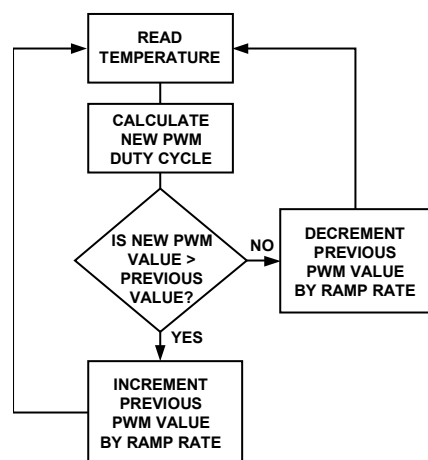 READ
TEMPERATURE
CALCULATE
NEW PWM
DUTY CYCLE
IS NEW PWM
VALUE >
PREVIOUS
VALUE?
NO
DECREMENT
PREVIOUS
PWM VALUE
BY RAMP RATE
YES
INCREMENT
PREVIOUS
PWM VALUE
BY RAMP RATE